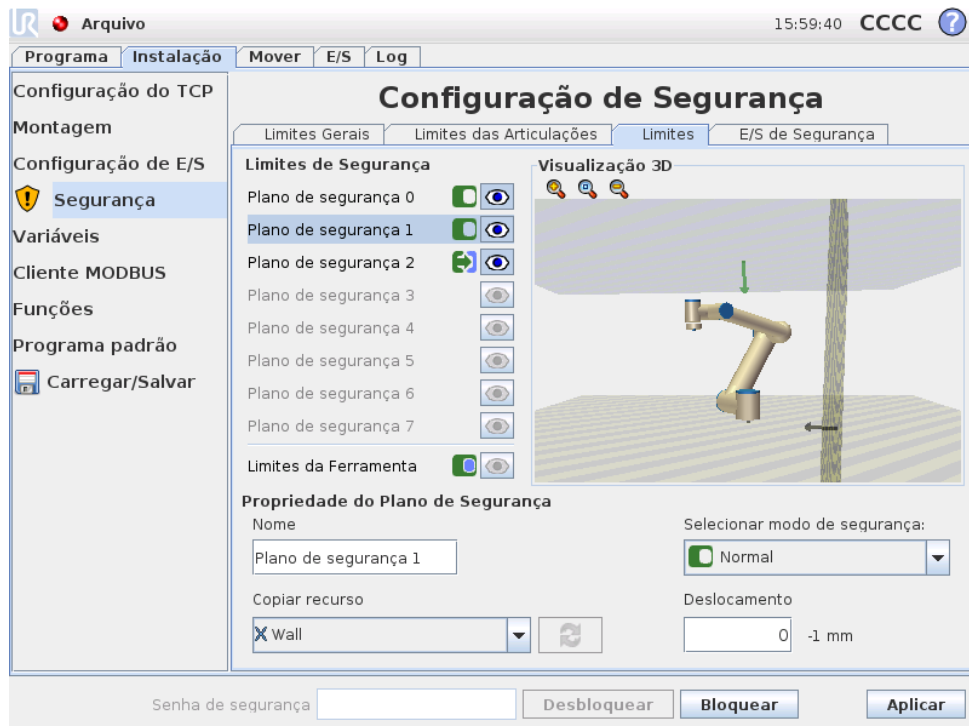 UR Arquivo 15:59:40 CCCC ?
Programa Instalação Mover E/S Log
Configuração do TCP
Montagem
Configuração de E/S
Segurança
Variáveis
Cliente MODBUS
Funções
Programa padrão
Carregar/Salvar
Configuração de Segurança
Limites Gerais Limites das Articulações Limites E/S de Segurança
Limites de Segurança
Plano de segurança 0
Plano de segurança 1
Plano de segurança 2
Plano de segurança 3
Plano de segurança 4
Plano de segurança 5
Plano de segurança 6
Plano de segurança 7
Limites da Ferramenta
Visualização 3D
Propriedade do Plano de Segurança
Nome
Plano de segurança 1
Selecionar modo de segurança:
Normal
Copiar recurso
Wall
Deslocamento
0 -1 mm
Senha de segurança Desbloquear Bloquear Aplicar